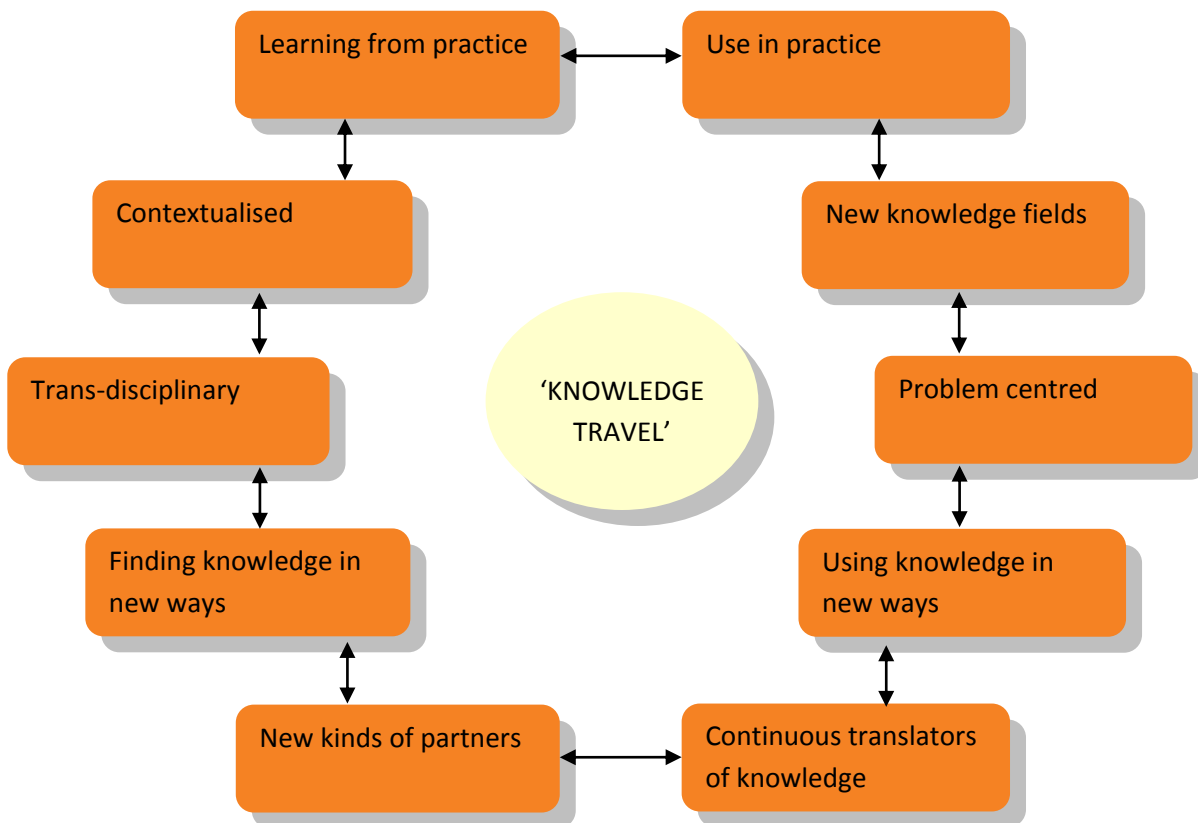 Learning from practice
Use in practice
Contextualised
New knowledge fields
Trans-disciplinary
‘KNOWLEDGE
TRAVEL’
Problem centred
Finding knowledge in
new ways
Using knowledge in
new ways
New kinds of partners
Continuous translators
of knowledge